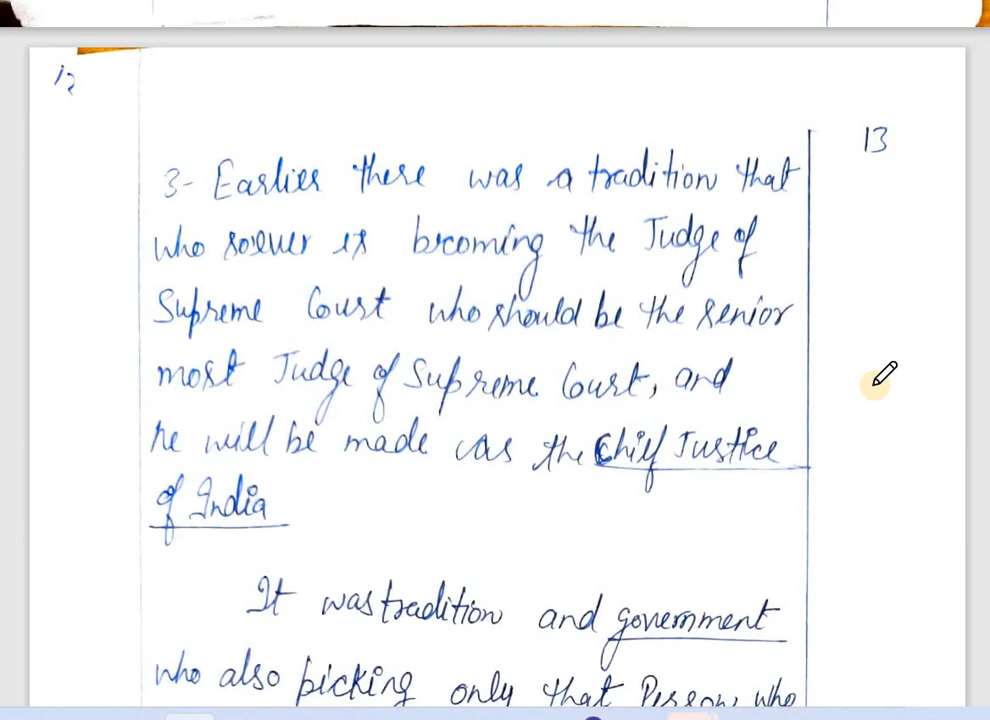 12
13
3- Earlier there was a tradition that
who soever is becoming the Judge of
Supreme Court who should be the senior
most Judge of Supreme Court, and
he will be made as the Chief Justice
of India
It was tradition and government
who also picking only that Person, who